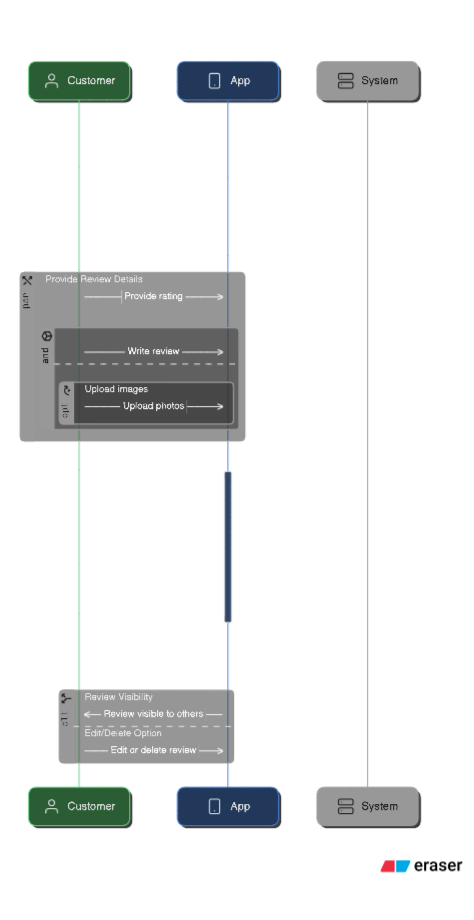 Customer
App
System
Provide Review Details
par
Provide rating
and
Write review
Upload images
opt
Upload photos
Review Visibility
alt
Review visible to others
Edit/Delete Option
Edit or delete review
Customer
App
System
eraser